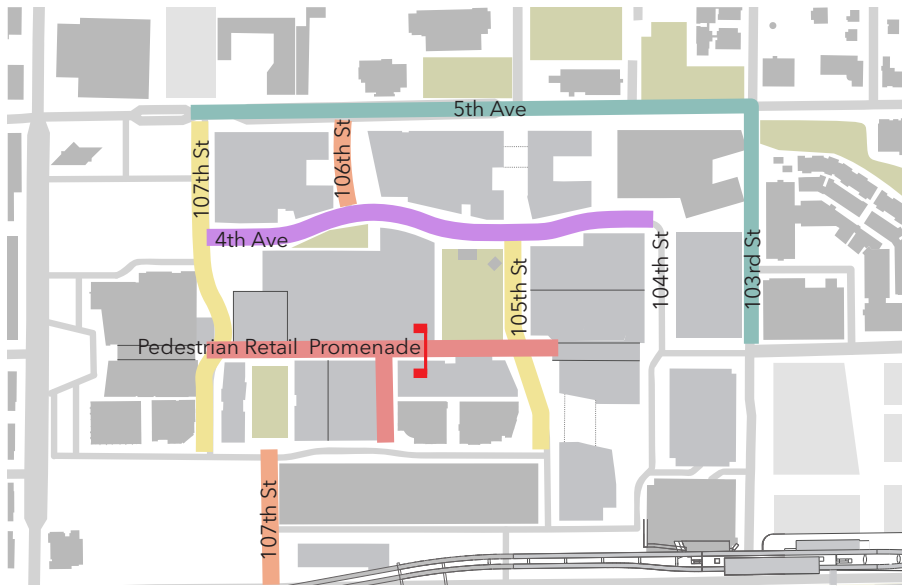 5th Ave
106th St
107th St
4th Ave
105th St
104th St
103rd St
Pedestrian Retail Promenade
107th St